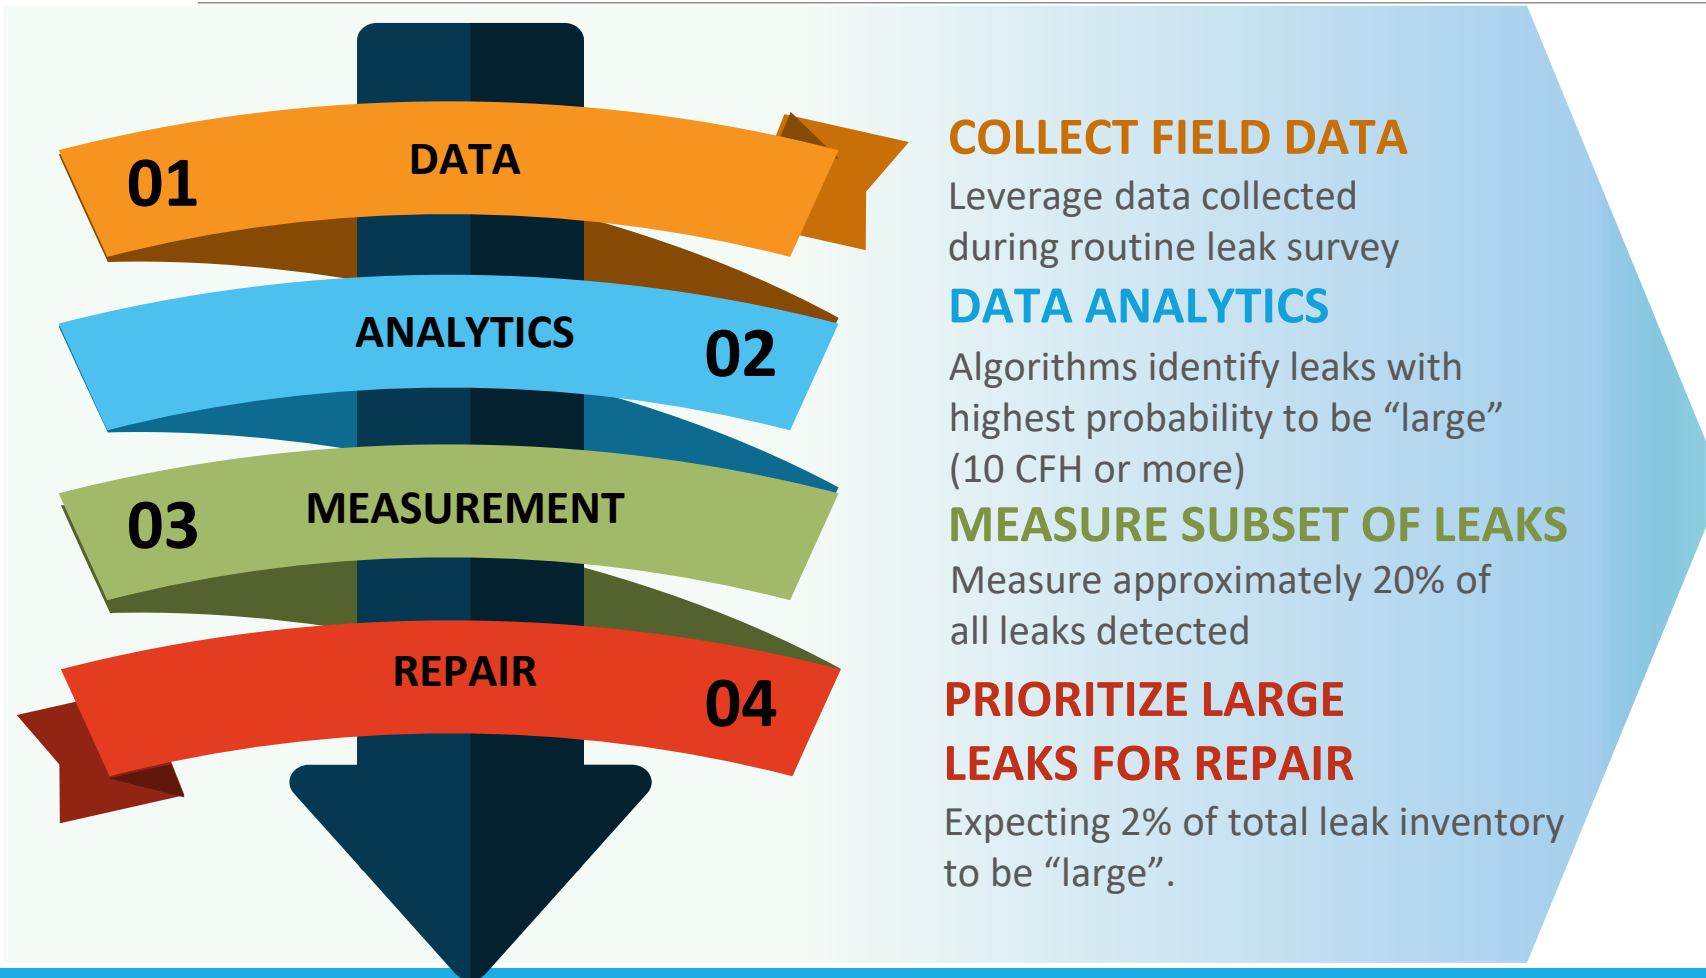 01
DATA
ANALYTICS
02
03
MEASUREMENT
REPAIR
04
COLLECT FIELD DATA
Leverage data collected
during routine leak survey
DATA ANALYTICS
Algorithms identify leaks with
highest probability to be “large”
(10 CFH or more)
MEASURE SUBSET OF LEAKS
Measure approximately 20% of
all leaks detected
PRIORITIZE LARGE
LEAKS FOR REPAIR
Expecting 2% of total leak inventory
to be “large”.